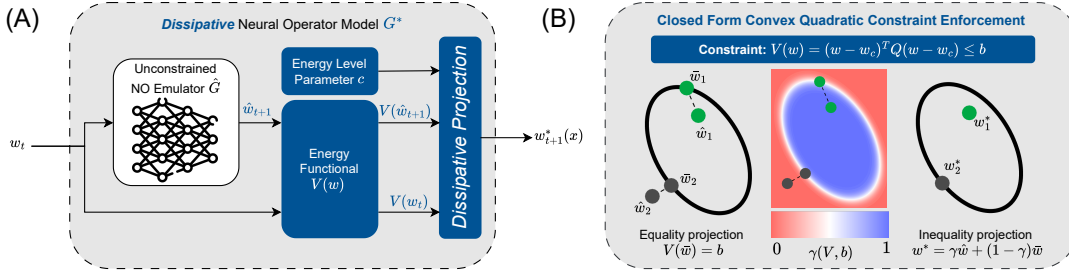 (A)
Dissipative Neural Operator Model G*
Unconstrained
NO Emulator Ĝ
Energy Level
Parameter c
w_t
ŵ_{t+1}
V(ŵ_{t+1})
Energy
Functional
V(w)
V(w_t)
Dissipative Projection
w*_{t+1}(x)
(B)
Closed Form Convex Quadratic Constraint Enforcement
Constraint: V(w) = (w − w_c)^T Q(w − w_c) ≤ b
w̄_1
ŵ_1
w̄_2
ŵ_2
w*_1
w*_2
Equality projection
V(w̄) = b
0
γ(V, b)
1
Inequality projection
w* = γŵ + (1 − γ)w̄